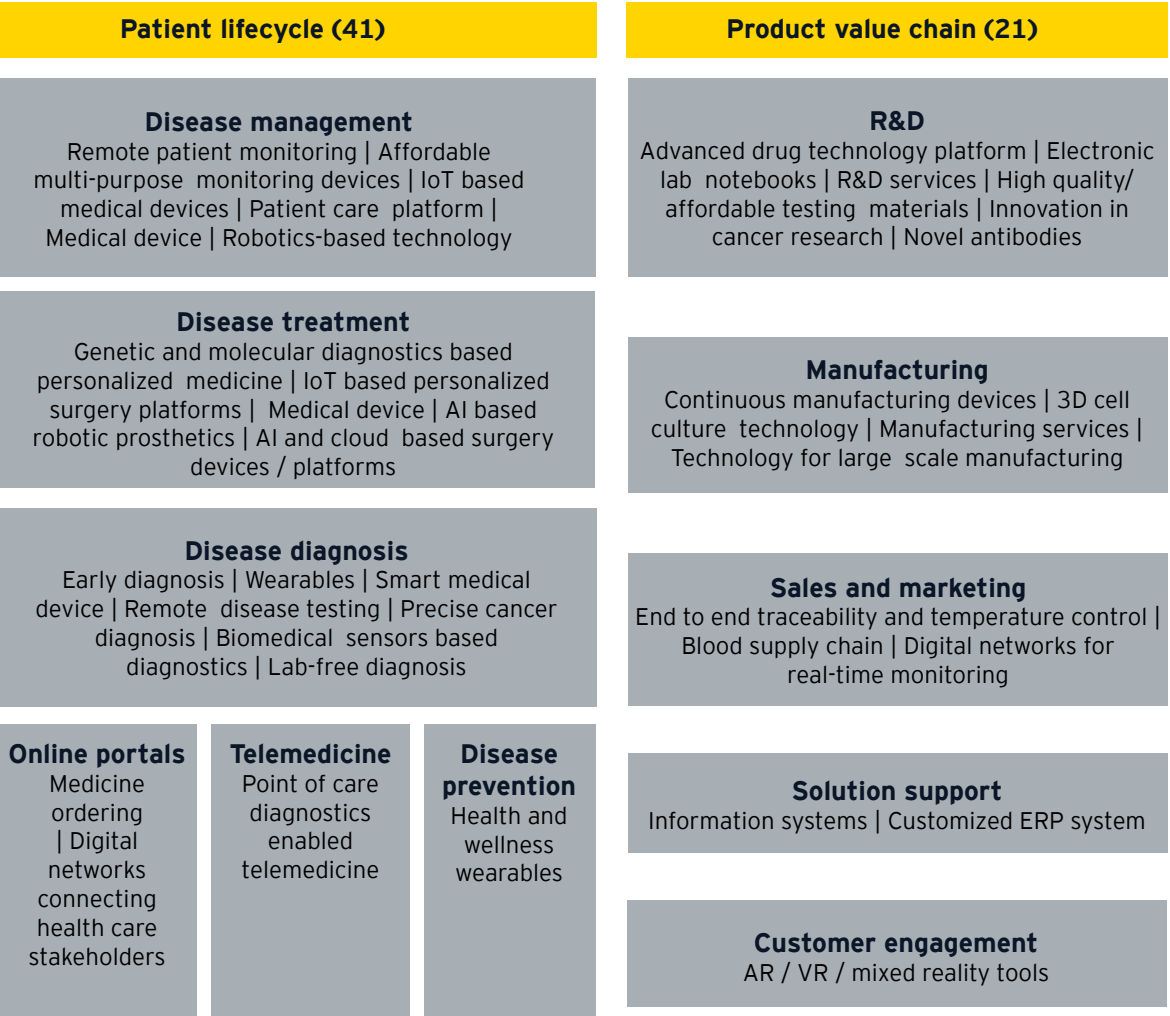 Patient lifecycle (41)
Disease management
Remote patient monitoring | Affordable
multi-purpose monitoring devices | IoT based
medical devices | Patient care platform |
Medical device | Robotics-based technology
Disease treatment
Genetic and molecular diagnostics based
personalized medicine | IoT based personalized
surgery platforms | Medical device | AI based
robotic prosthetics | AI and cloud based surgery
devices / platforms
Disease diagnosis
Early diagnosis | Wearables | Smart medical
device | Remote disease testing | Precise cancer
diagnosis | Biomedical sensors based
diagnostics | Lab-free diagnosis
Online portals
Medicine
ordering
| Digital
networks
connecting
health care
stakeholders
Telemedicine
Point of care
diagnostics
enabled
telemedicine
Disease
prevention
Health and
wellness
wearables
Product value chain (21)
R&D
Advanced drug technology platform | Electronic
lab notebooks | R&D services | High quality/
affordable testing materials | Innovation in
cancer research | Novel antibodies
Manufacturing
Continuous manufacturing devices | 3D cell
culture technology | Manufacturing services |
Technology for large scale manufacturing
Sales and marketing
End to end traceability and temperature control |
Blood supply chain | Digital networks for
real-time monitoring
Solution support
Information systems | Customized ERP system
Customer engagement
AR / VR / mixed reality tools